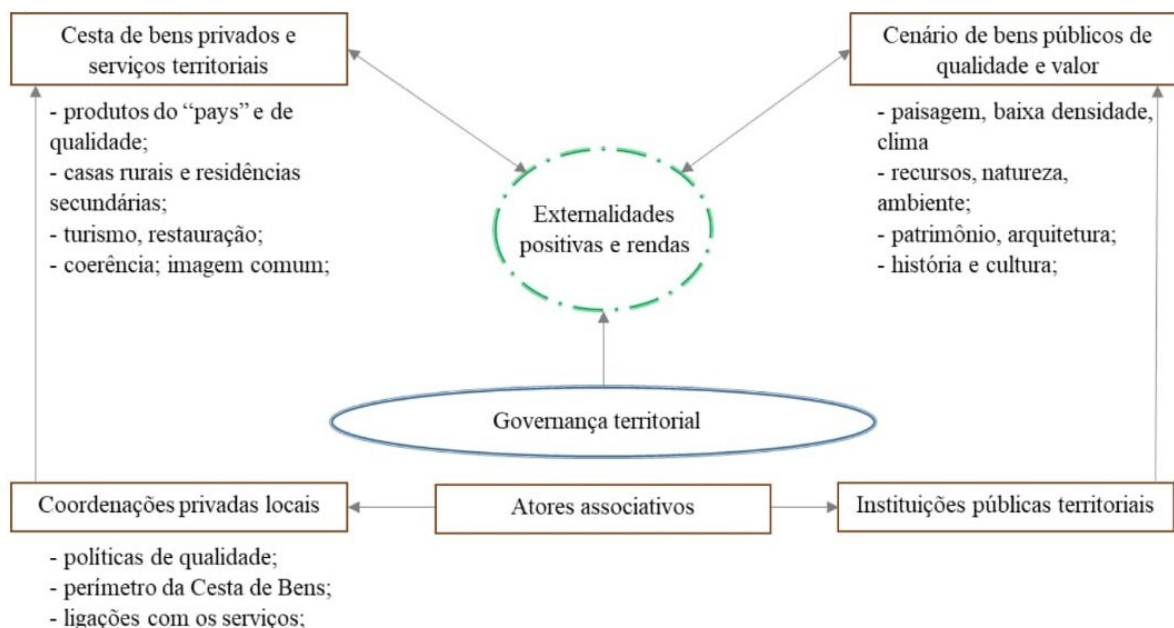 Cesta de bens privados e
serviços territoriais
Cenário de bens públicos de
qualidade e valor
- produtos do “pays” e de
qualidade;
- casas rurais e residências
secundárias;
- turismo, restauração;
- coerência; imagem comum;
- paisagem, baixa densidade,
clima
- recursos, natureza,
ambiente;
- patrimônio, arquitetura;
- história e cultura;
Externalidades
positivas e rendas
Governança territorial
Coordenações privadas locais
Atores associativos
Instituições públicas territoriais
- políticas de qualidade;
- perímetro da Cesta de Bens;
- ligações com os serviços;